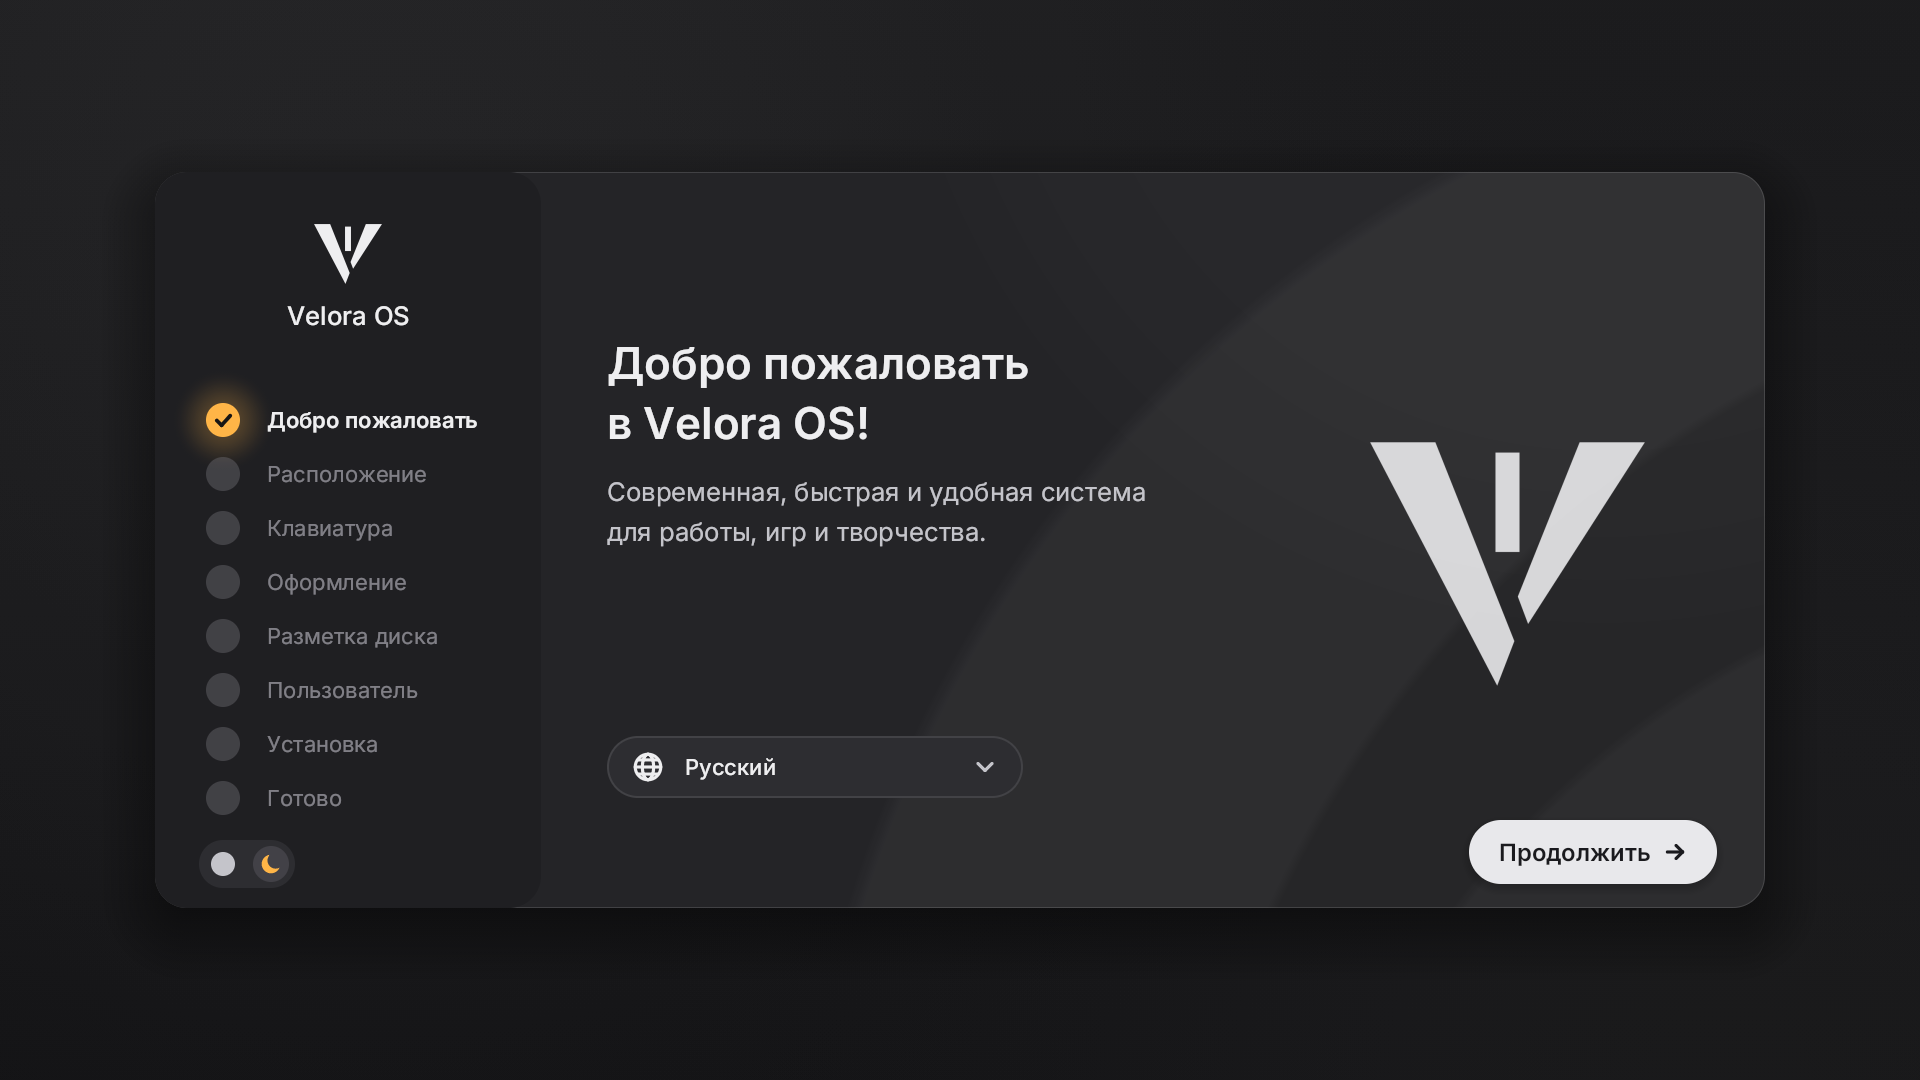 Velora OS
Добро пожаловать
Расположение
Клавиатура
Оформление
Разметка диска
Пользователь
Установка
Готово
Добро пожаловать
в Velora OS!
Современная, быстрая и удобная система
для работы, игр и творчества.
Русский
Продолжить